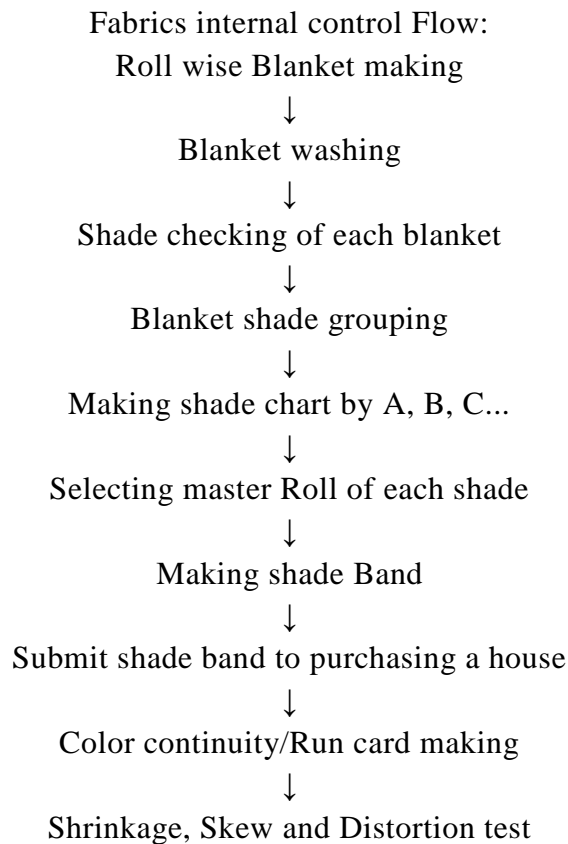 Fabrics internal control Flow:
Roll wise Blanket making
↓
Blanket washing
↓
Shade checking of each blanket
↓
Blanket shade grouping
↓
Making shade chart by A, B, C...
↓
Selecting master Roll of each shade
↓
Making shade Band
↓
Submit shade band to purchasing a house
↓
Color continuity/Run card making
↓
Shrinkage, Skew and Distortion test